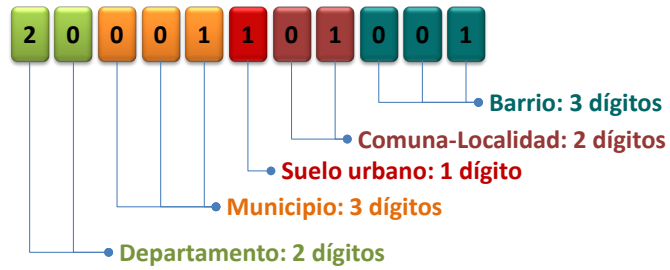 2 0 0 0 1 1 0 1 0 0 1
Barrio: 3 dígitos
Comuna-Localidad: 2 dígitos
Suelo urbano: 1 dígito
Municipio: 3 dígitos
Departamento: 2 dígitos